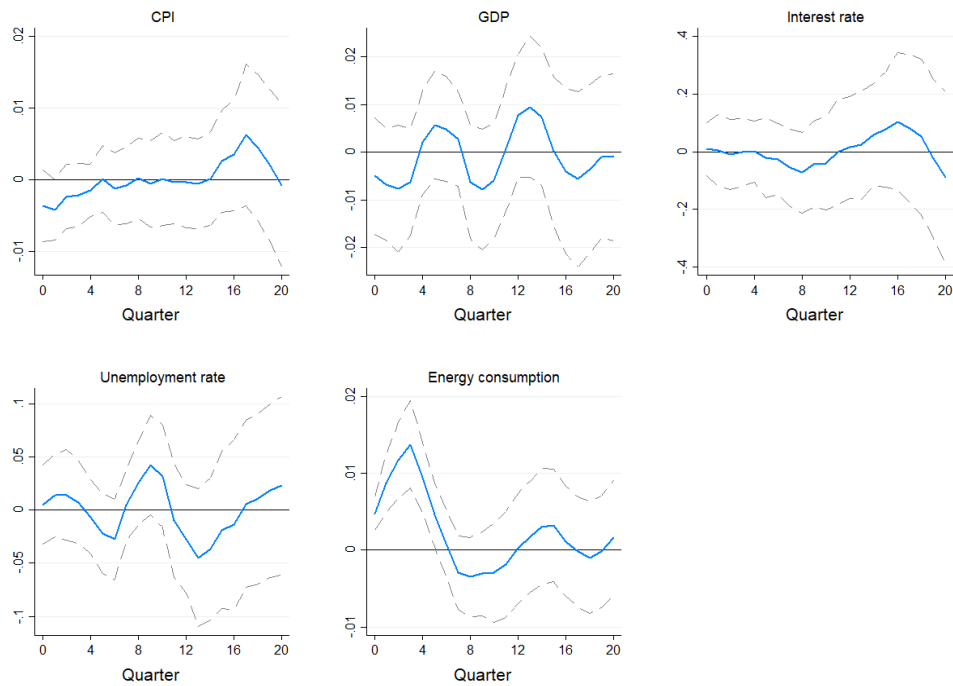 CPI
.02
.01
0
-.01
0 4 8 12 16 20
Quarter
GDP
.02
.01
0
-.01
-.02
0 4 8 12 16 20
Quarter
Interest rate
.4
.2
0
-.2
-.4
0 4 8 12 16 20
Quarter
Unemployment rate
.1
.05
0
-.05
-.1
0 4 8 12 16 20
Quarter
Energy consumption
.02
.01
0
-.01
0 4 8 12 16 20
Quarter